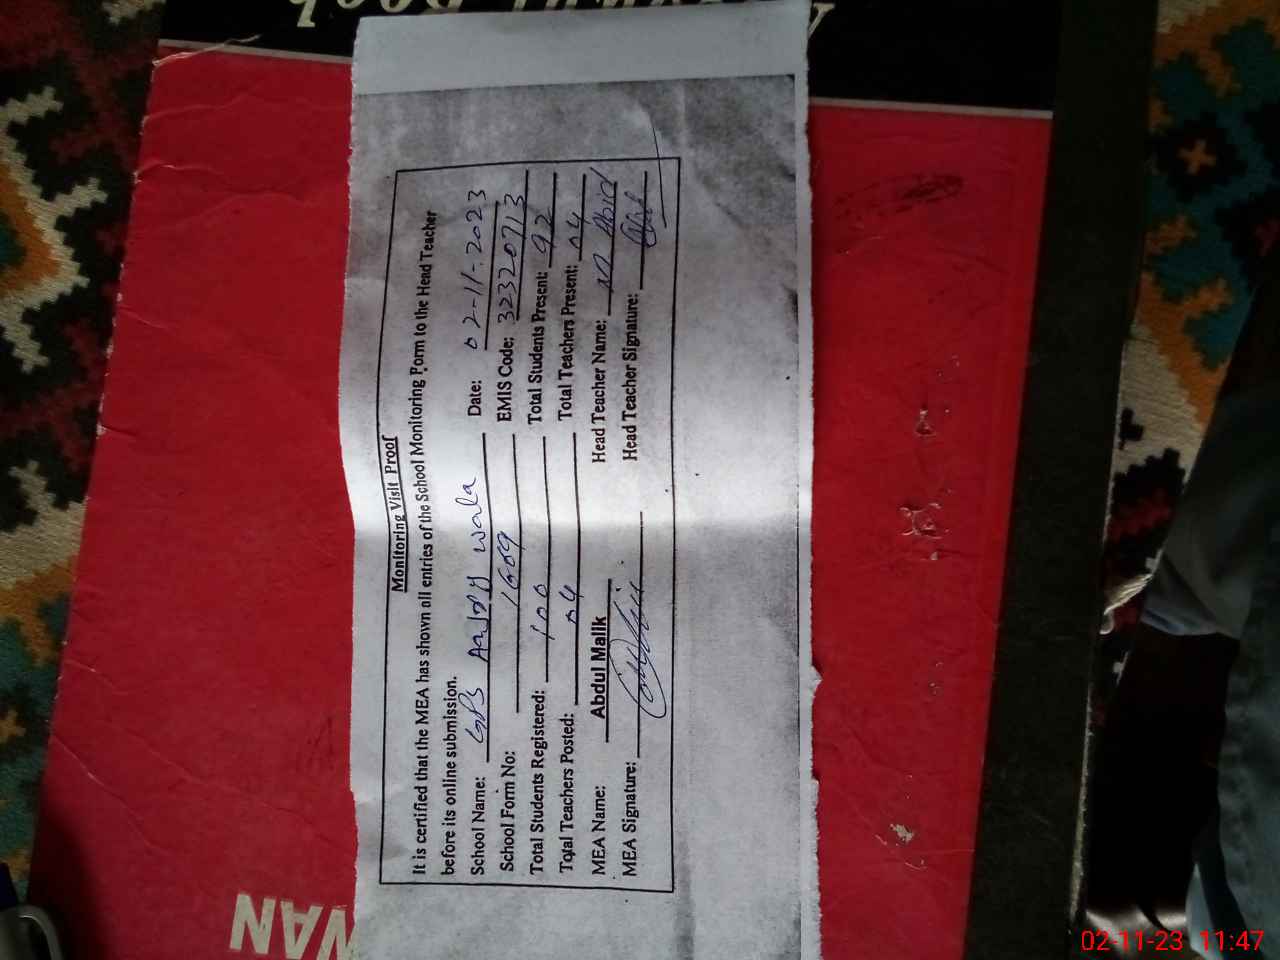 Monitoring Visit Proof
It is certified that the MEA has shown all entries of the School Monitoring Form to the Head Teacher
before its online submission.
School Name: GPS wala Date: 02-11-2023
School Form No: 1609 EMIS Code: 32320713
Total Students Registered: 100 Total Students Present: 92
Total Teachers Posted: 04 Total Teachers Present: 04
MEA Name: Abdul Malik Head Teacher Name: M Abid
MEA Signature: Head Teacher Signature:
WAN
02-11-23 11:47